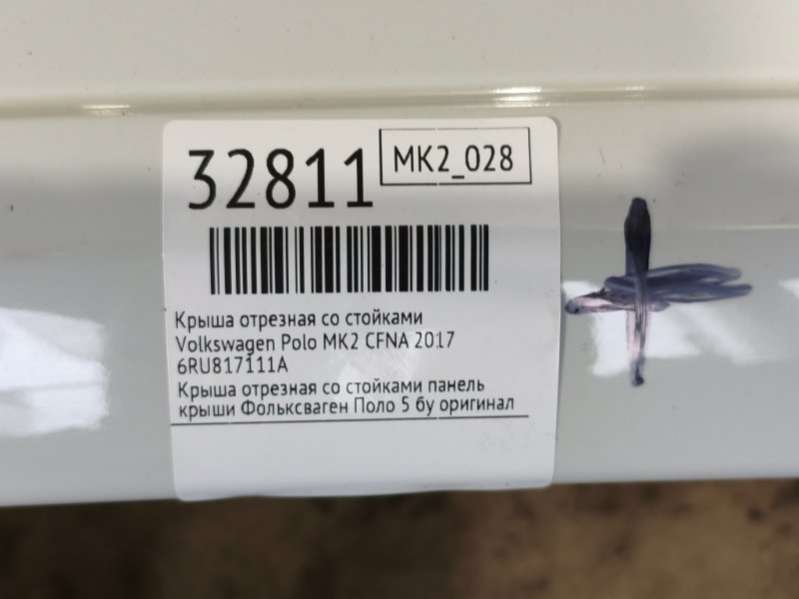 32811
MK2_028
Крыша отрезная со стойками
Volkswagen Polo MK2 CFNA 2017
6RU817111A
Крыша отрезная со стойками панель
крыши Фольксваген Поло 5 бу оригинал